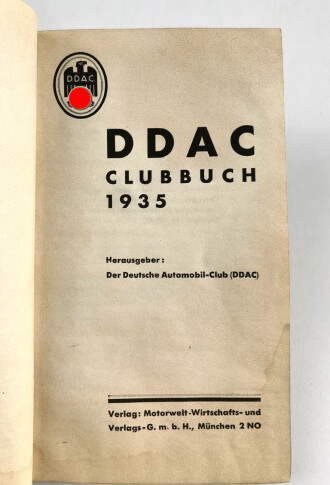 DDAC
DDAC
CLUBBUCH
1935
Herausgeber:
Der Deutsche Automobil-Club (DDAC)
Verlag: Motorwelt-Wirtschafts- und
Verlags-G. m. b. H., München 2 NO